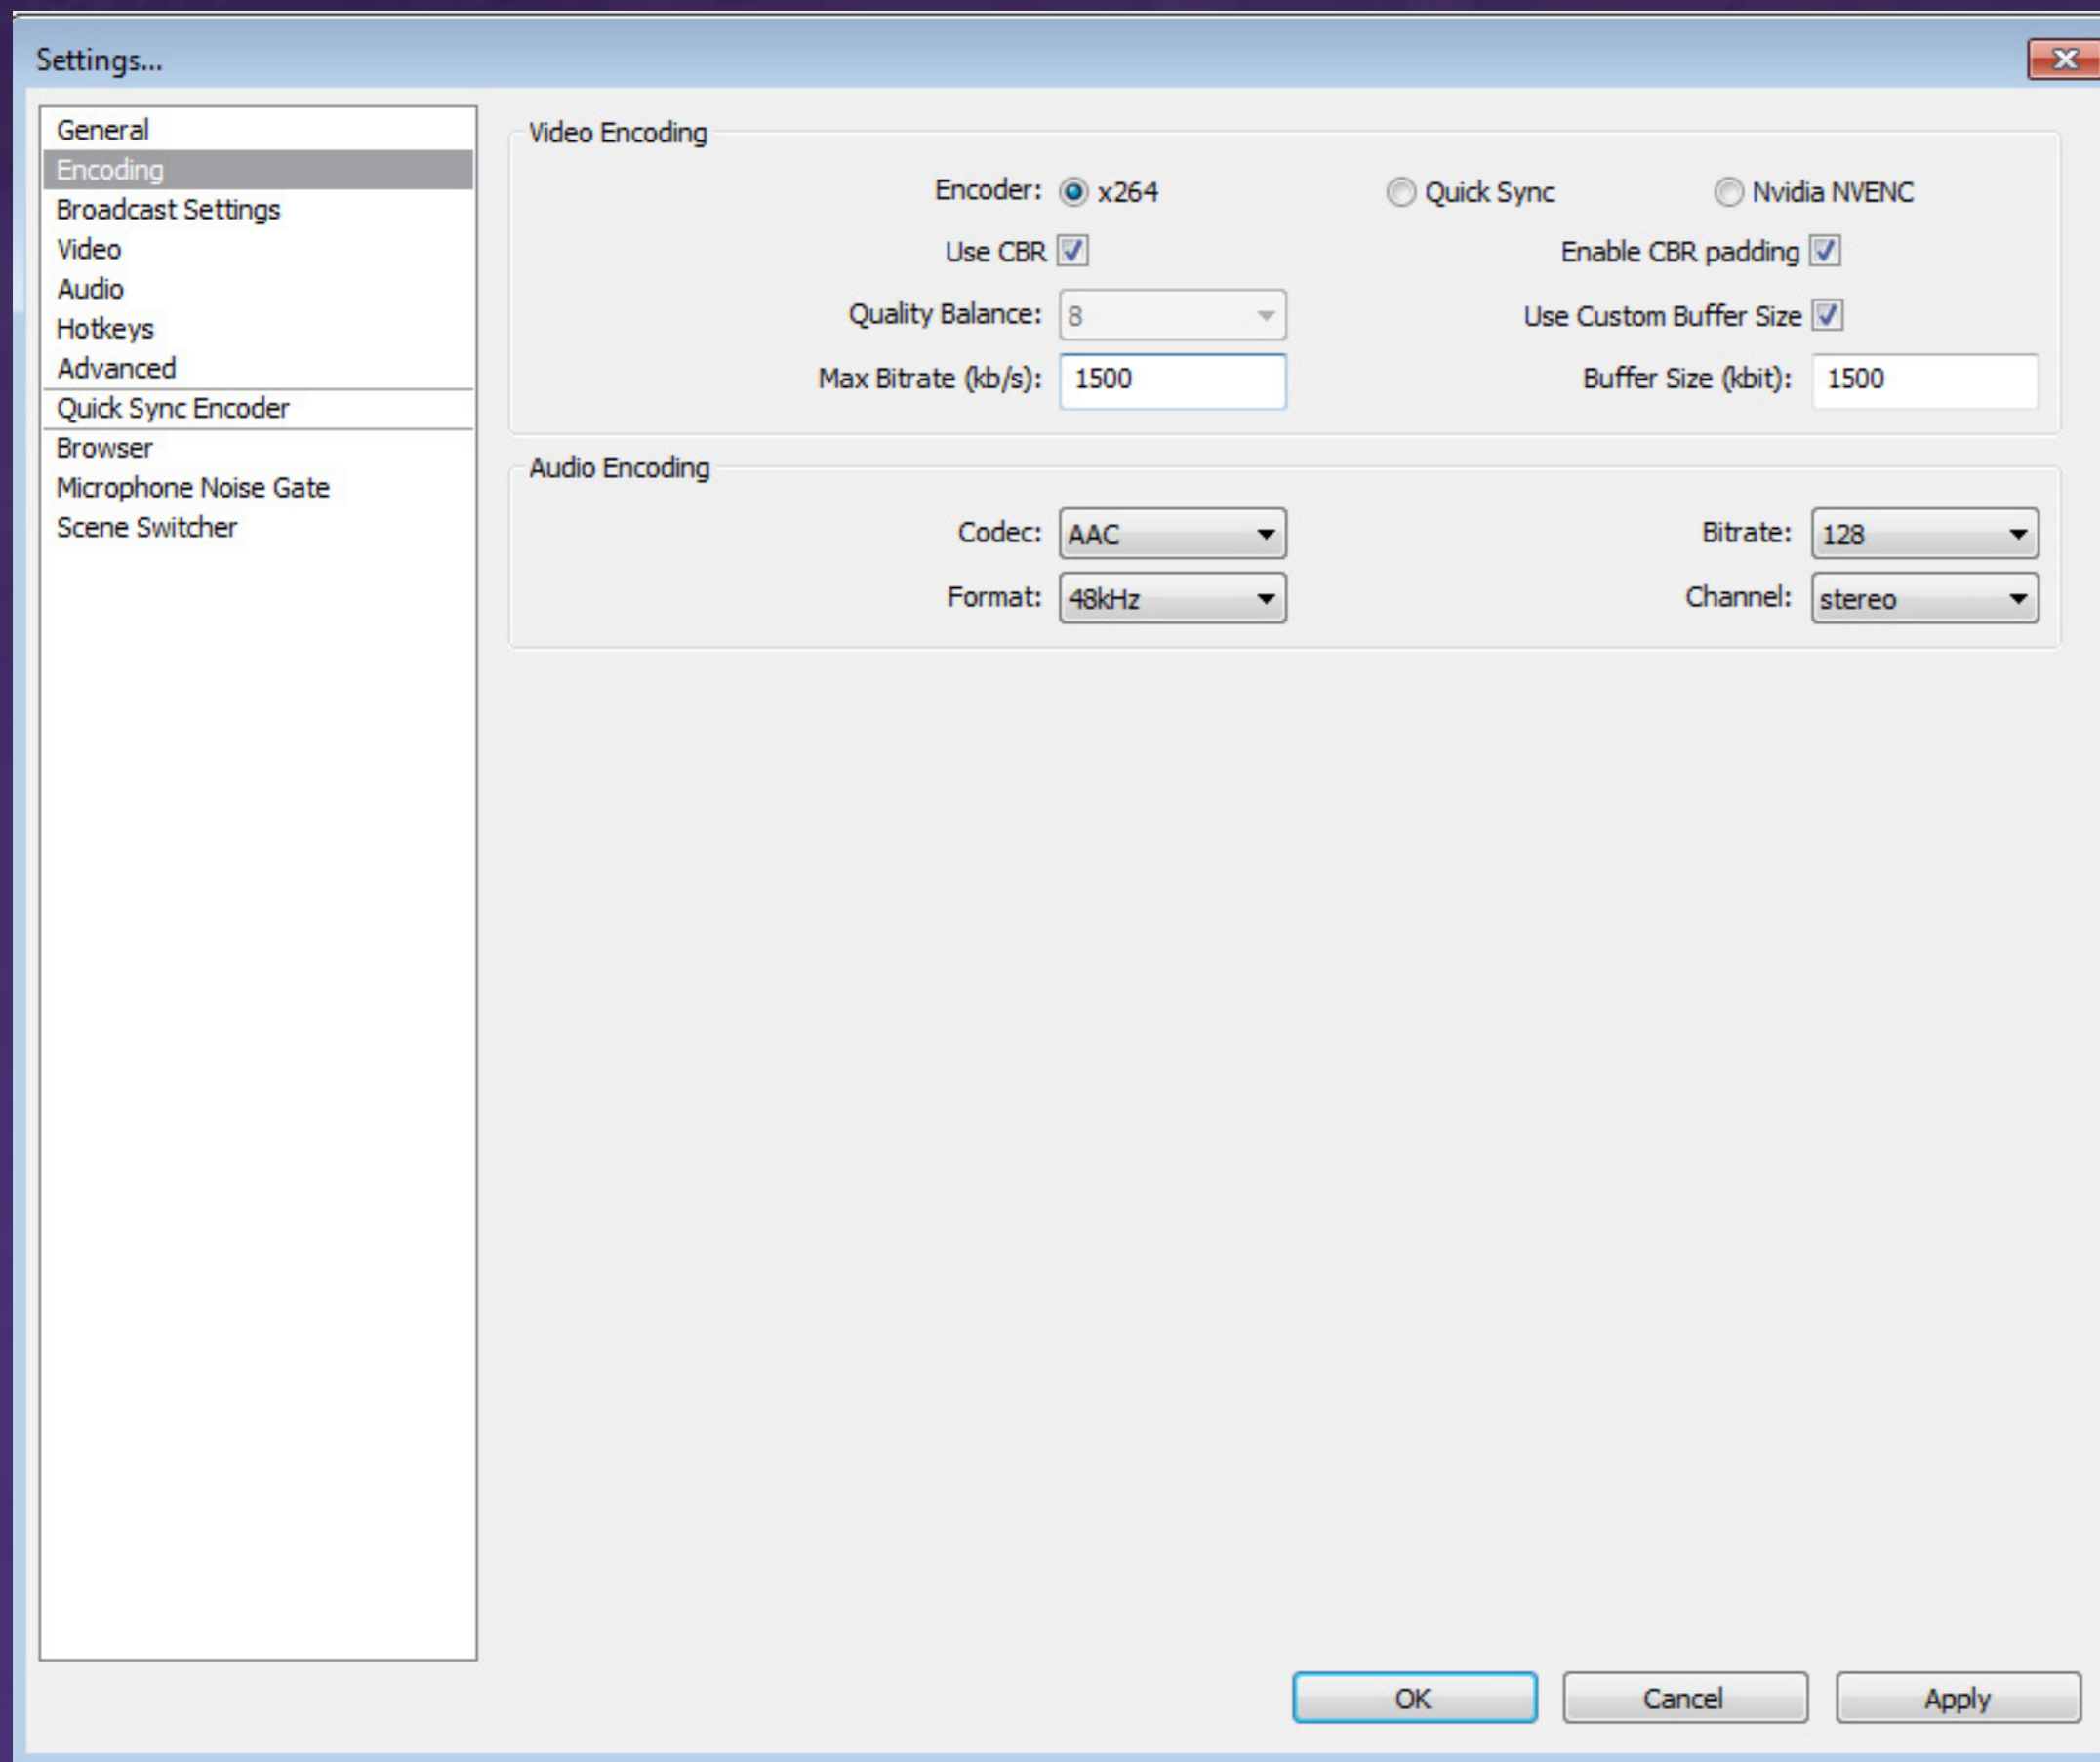 Settings...
General
Encoding
Broadcast Settings
Video
Audio
Hotkeys
Advanced
Quick Sync Encoder
Browser
Microphone Noise Gate
Scene Switcher
Video Encoding
Encoder: x264 Quick Sync Nvidia NVENC
Use CBR Enable CBR padding
Quality Balance: 8 Use Custom Buffer Size
Max Bitrate (kb/s): 1500 Buffer Size (kbit): 1500
Audio Encoding
Codec: AAC Bitrate: 128
Format: 48kHz Channel: stereo
OK Cancel Apply